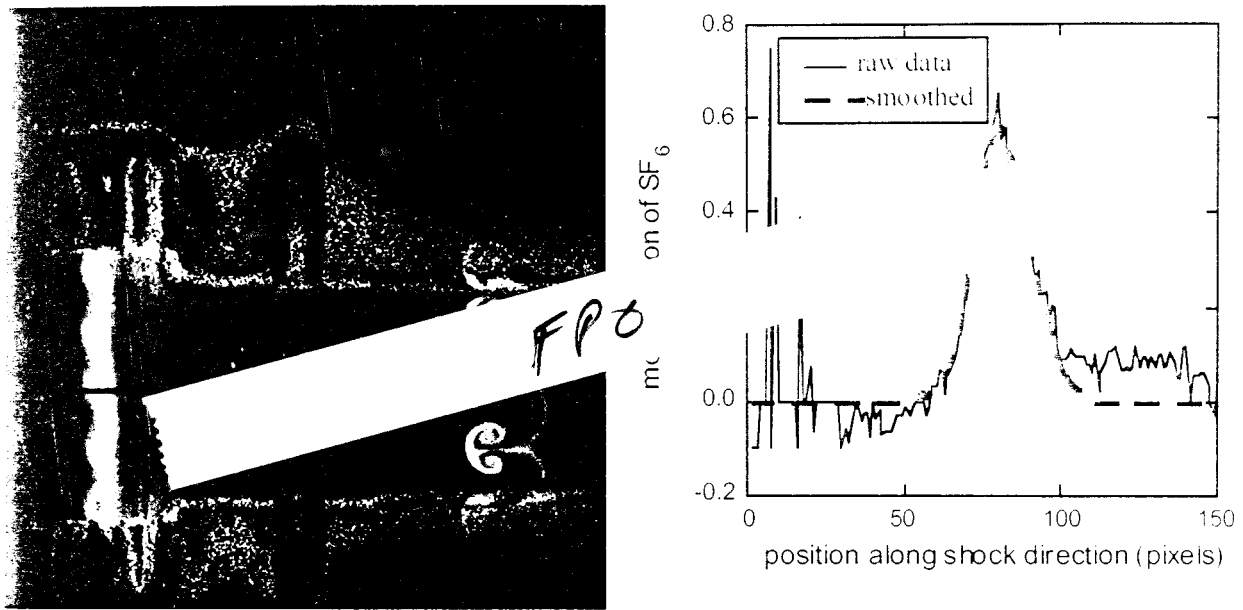 FPO
0.8
0.6
0.4
0.0
-0.2
raw data
smoothed
on of SF6
0
50
100
150
position along shock direction (pixels)